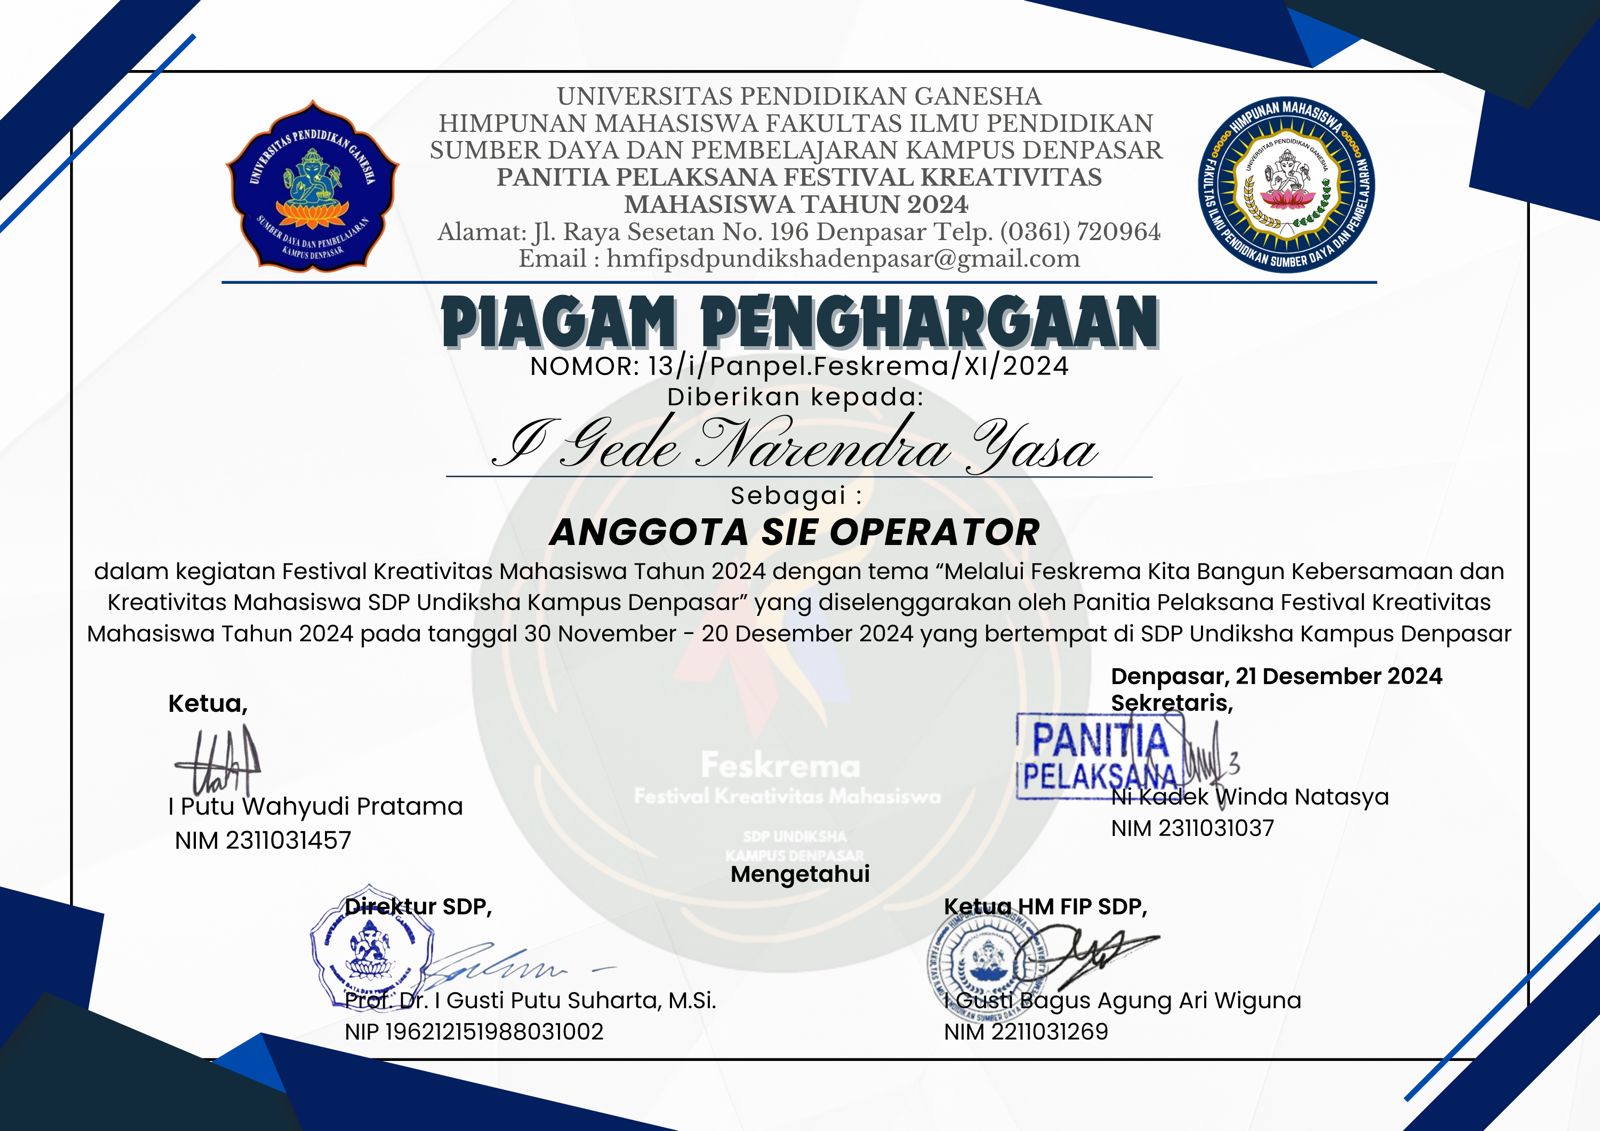 UNIVERSITAS PENDIDIKAN GANESHA
HIMPUNAN MAHASISWA FAKULTAS ILMU PENDIDIKAN
SUMBER DAYA DAN PEMBELAJARAN KAMPUS DENPASAR
PANITIA PELAKSANA FESTIVAL KREATIVITAS
MAHASISWA TAHUN 2024
Alamat: Jl. Raya Sesetan No. 196 Denpasar Telp. (0361) 720964
Email : hmfipsdpundikshadenpasar@gmail.com
UNIVERSITAS PENDIDIKAN GANESHA
SUMBER DAYA DAN PEMBELAJARAN
KAMPUS DENPASAR
HIMPUNAN MAHASISWA
FAKULTAS ILMU PENDIDIKAN SUMBER DAYA DAN PEMBELAJARAN
UNIVERSITAS PENDIDIKAN GANESHA
PIAGAM PENGHARGAAN
NOMOR: 13/i/Panpel.Feskrema/XI/2024
Diberikan kepada:
I Gede Narendra Yasa
Sebagai :
ANGGOTA SIE OPERATOR
dalam kegiatan Festival Kreativitas Mahasiswa Tahun 2024 dengan tema “Melalui Feskrema Kita Bangun Kebersamaan dan
Kreativitas Mahasiswa SDP Undiksha Kampus Denpasar” yang diselenggarakan oleh Panitia Pelaksana Festival Kreativitas
Mahasiswa Tahun 2024 pada tanggal 30 November - 20 Desember 2024 yang bertempat di SDP Undiksha Kampus Denpasar
Denpasar, 21 Desember 2024
Ketua,
Sekretaris,
PANITIA
PELAKSANA
I Putu Wahyudi Pratama
NIM 2311031457
Ni Kadek Winda Natasya
NIM 2311031037
Feskrema
Festival Kreativitas Mahasiswa
SDP UNDIKSHA
KAMPUS DENPASAR
Mengetahui
Direktur SDP,
Prof. Dr. I Gusti Putu Suharta, M.Si.
NIP 196212151988031002
Ketua HM FIP SDP,
I Gusti Bagus Agung Ari Wiguna
NIM 2211031269